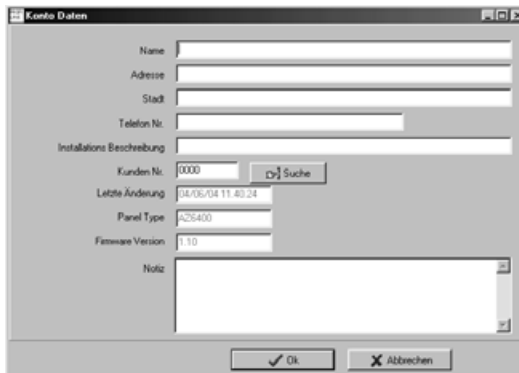 Konto Daten
Name
Adresse
Stadt
Telefon Nr.
Installations Beschreibung
Kunden Nr. 0000 Suche
Letzte Änderung 04/06/04 11.40.24
Panel Type AZ6400
Firmware Version 1.10
Notiz
Ok Abbrechen